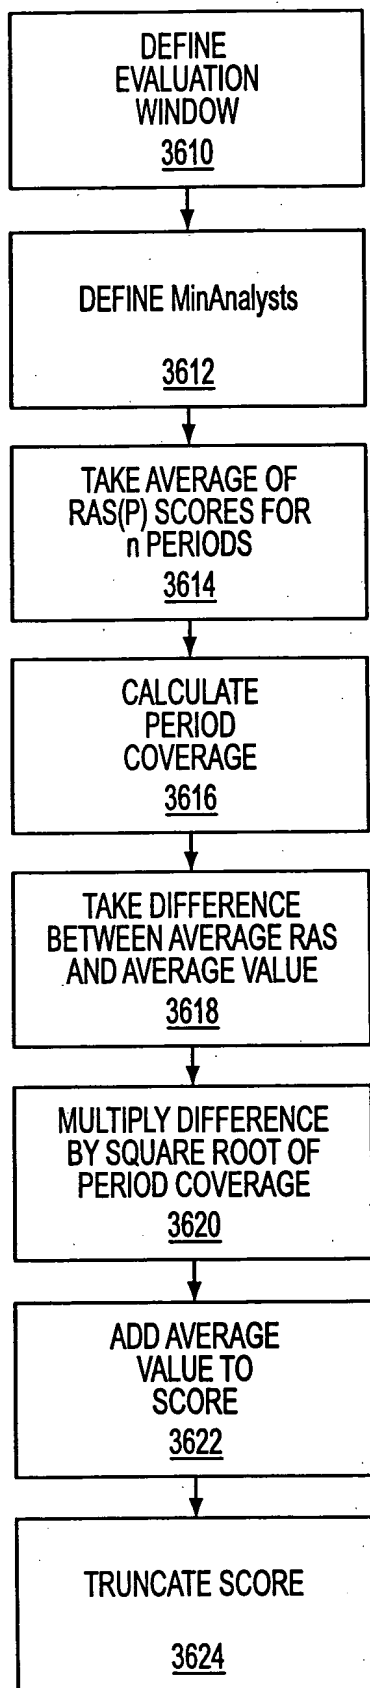 DEFINE
EVALUATION
WINDOW
3610
DEFINE MinAnalysts
3612
TAKE AVERAGE OF
RAS(P) SCORES FOR
n PERIODS
3614
CALCULATE
PERIOD
COVERAGE
3616
TAKE DIFFERENCE
BETWEEN AVERAGE RAS
AND AVERAGE VALUE
3618
MULTIPLY DIFFERENCE
BY SQUARE ROOT OF
PERIOD COVERAGE
3620
ADD AVERAGE
VALUE TO
SCORE
3622
TRUNCATE SCORE
3624